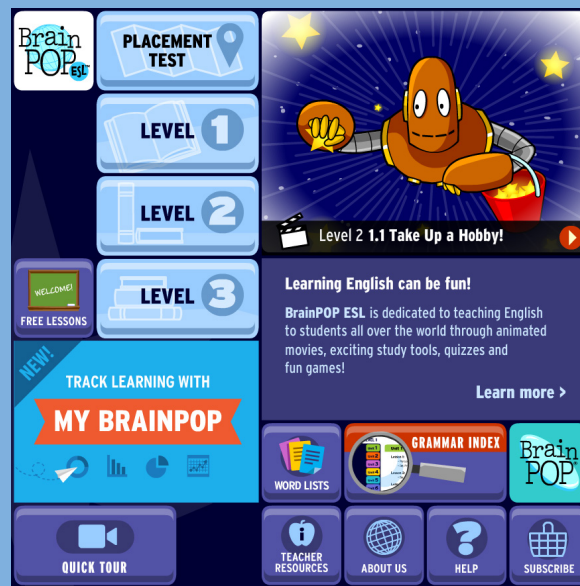 Brain
POP ESL™
PLACEMENT
TEST
LEVEL 1
LEVEL 2
LEVEL 3
Level 2 1.1 Take Up a Hobby!
WELCOME!
FREE LESSONS
Learning English can be fun!
BrainPOP ESL is dedicated to teaching English
to students all over the world through animated
movies, exciting study tools, quizzes and
fun games!
Learn more >
NEW!
TRACK LEARNING WITH
MY BRAINPOP
WORD LISTS
GRAMMAR INDEX
Brain
POP
QUICK TOUR
TEACHER
RESOURCES
ABOUT US
?
HELP
SUBSCRIBE